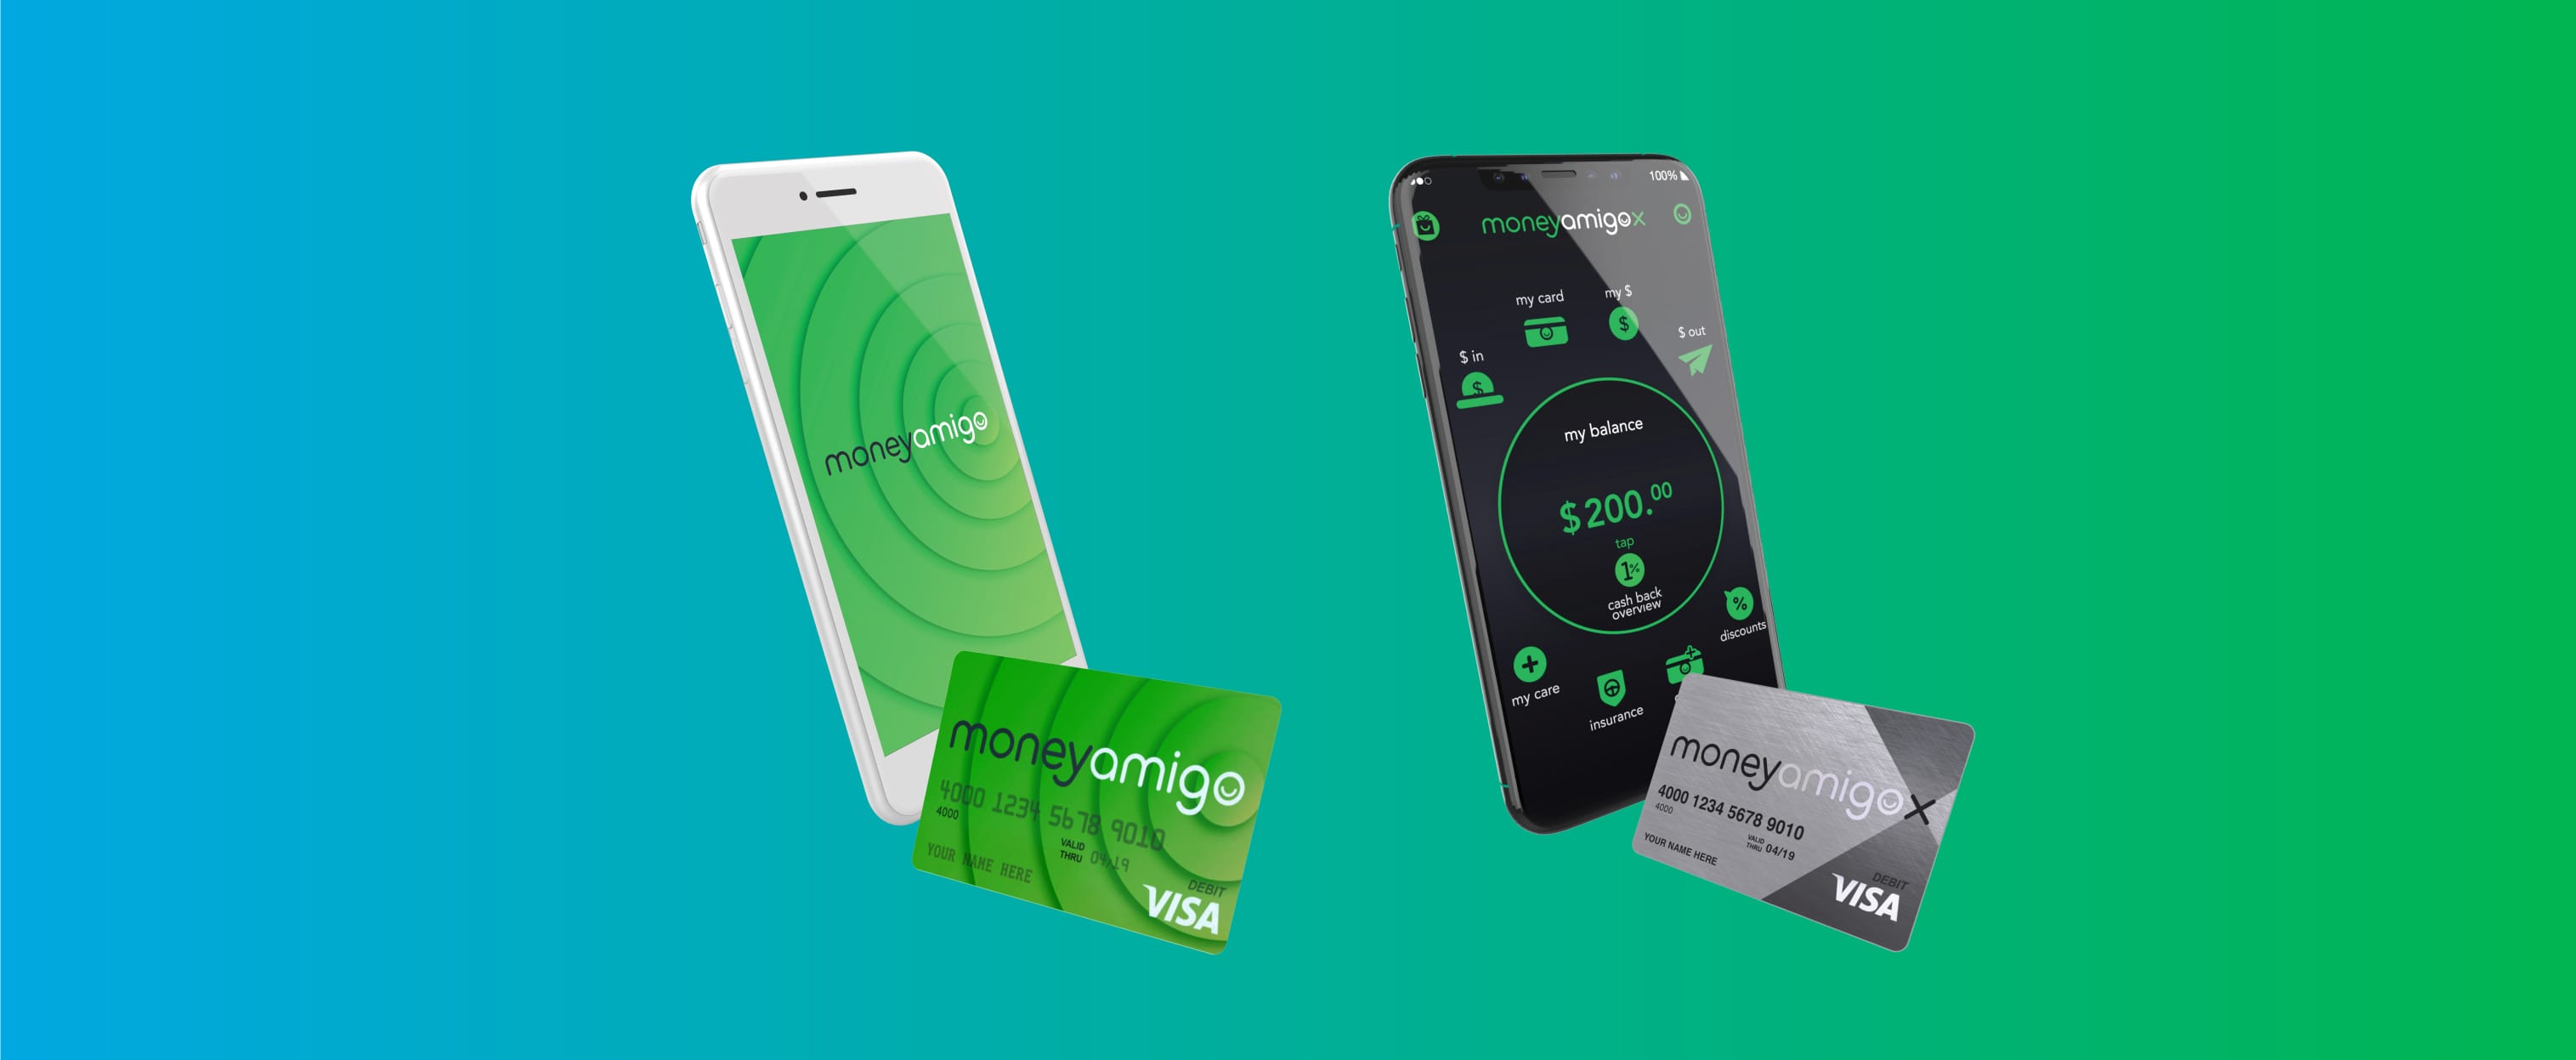 moneyamigo
moneyamigo
4000 1234 5678 9010
4000
VALID
THRU 04/19
YOUR NAME HERE
DEBIT
VISA
100%
moneyamigox
my card
my $
$ out
$ in
$
$
my balance
$200.00
tap
1%
cash back
overview
%
discounts
my care
insurance
moneyamigox
4000 1234 5678 9010
4000
VALID
THRU 04/19
YOUR NAME HERE
DEBIT
VISA